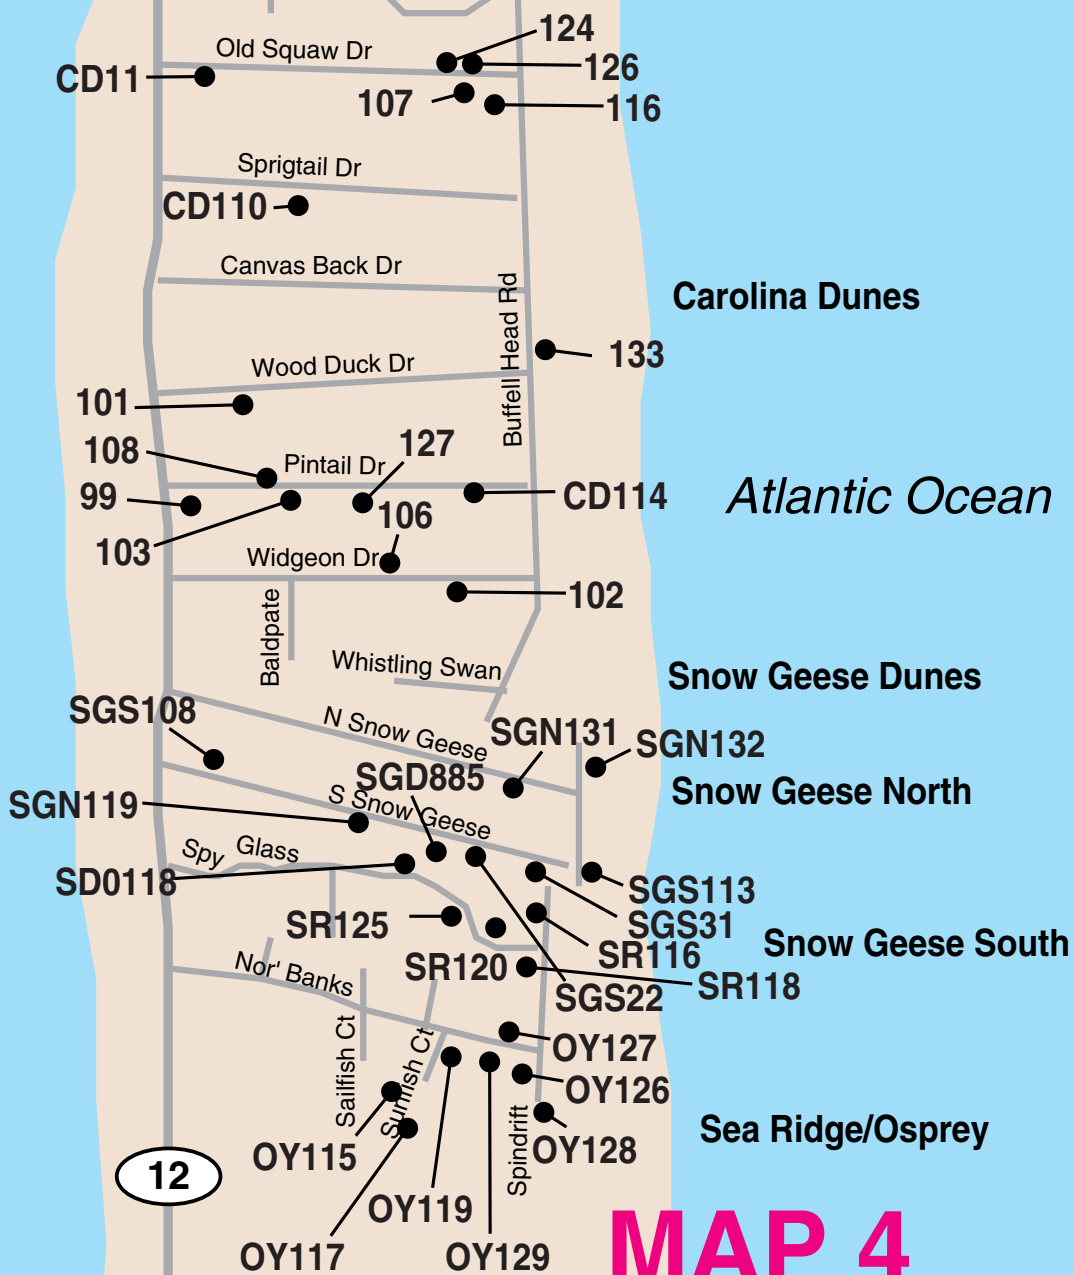 124
Old Squaw Dr
126
CD11
107
116
Sprigtail Dr
CD110
Canvas Back Dr
Buffell Head Rd
Carolina Dunes
133
Wood Duck Dr
101
127
108
Pintail Dr
99
CD114
Atlantic Ocean
106
103
Widgeon Dr
102
Baldpate
Whistling Swan
Snow Geese Dunes
SGS108
N Snow Geese
SGN131
SGN132
SGD885
Snow Geese North
SGN119
S Snow Geese
Spy Glass
SD0118
SGS113
SR125
SGS31
Snow Geese South
SR116
SR120
Nor' Banks
SR118
SGS22
OY127
Sailfish Ct
Sunfish Ct
OY126
Sea Ridge/Osprey
Spindrift
OY128
OY115
12
OY119
MAP 4
OY117
OY129